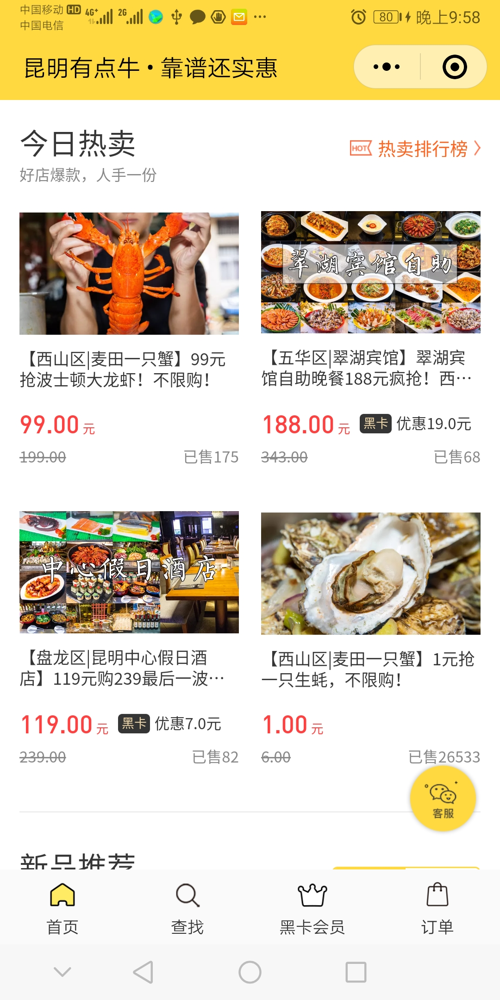 中国移动 HD 4G+ 2G 80 晚上9:58
中国电信
昆明有点牛·靠谱还实惠
今日热卖
HOT 热卖排行榜
好店爆款，人手一份
翠湖宾馆自助
【西山区|麦田一只蟹】99元
抢波士顿大龙虾！不限购！
【五华区|翠湖宾馆】翠湖宾
馆自助晚餐188元疯抢！西…
99.00 元
188.00 元 黑卡 优惠19.0元
199.00 已售175
343.00 已售68
中心假日酒店
【盘龙区|昆明中心假日酒
店】119元购239最后一波…
【西山区|麦田一只蟹】1元抢
一只生蚝，不限购！
119.00 元 黑卡 优惠7.0元
1.00 元
239.00 已售82
6.00 已售26533
客服
新品推荐
首页 查找 黑卡会员 订单